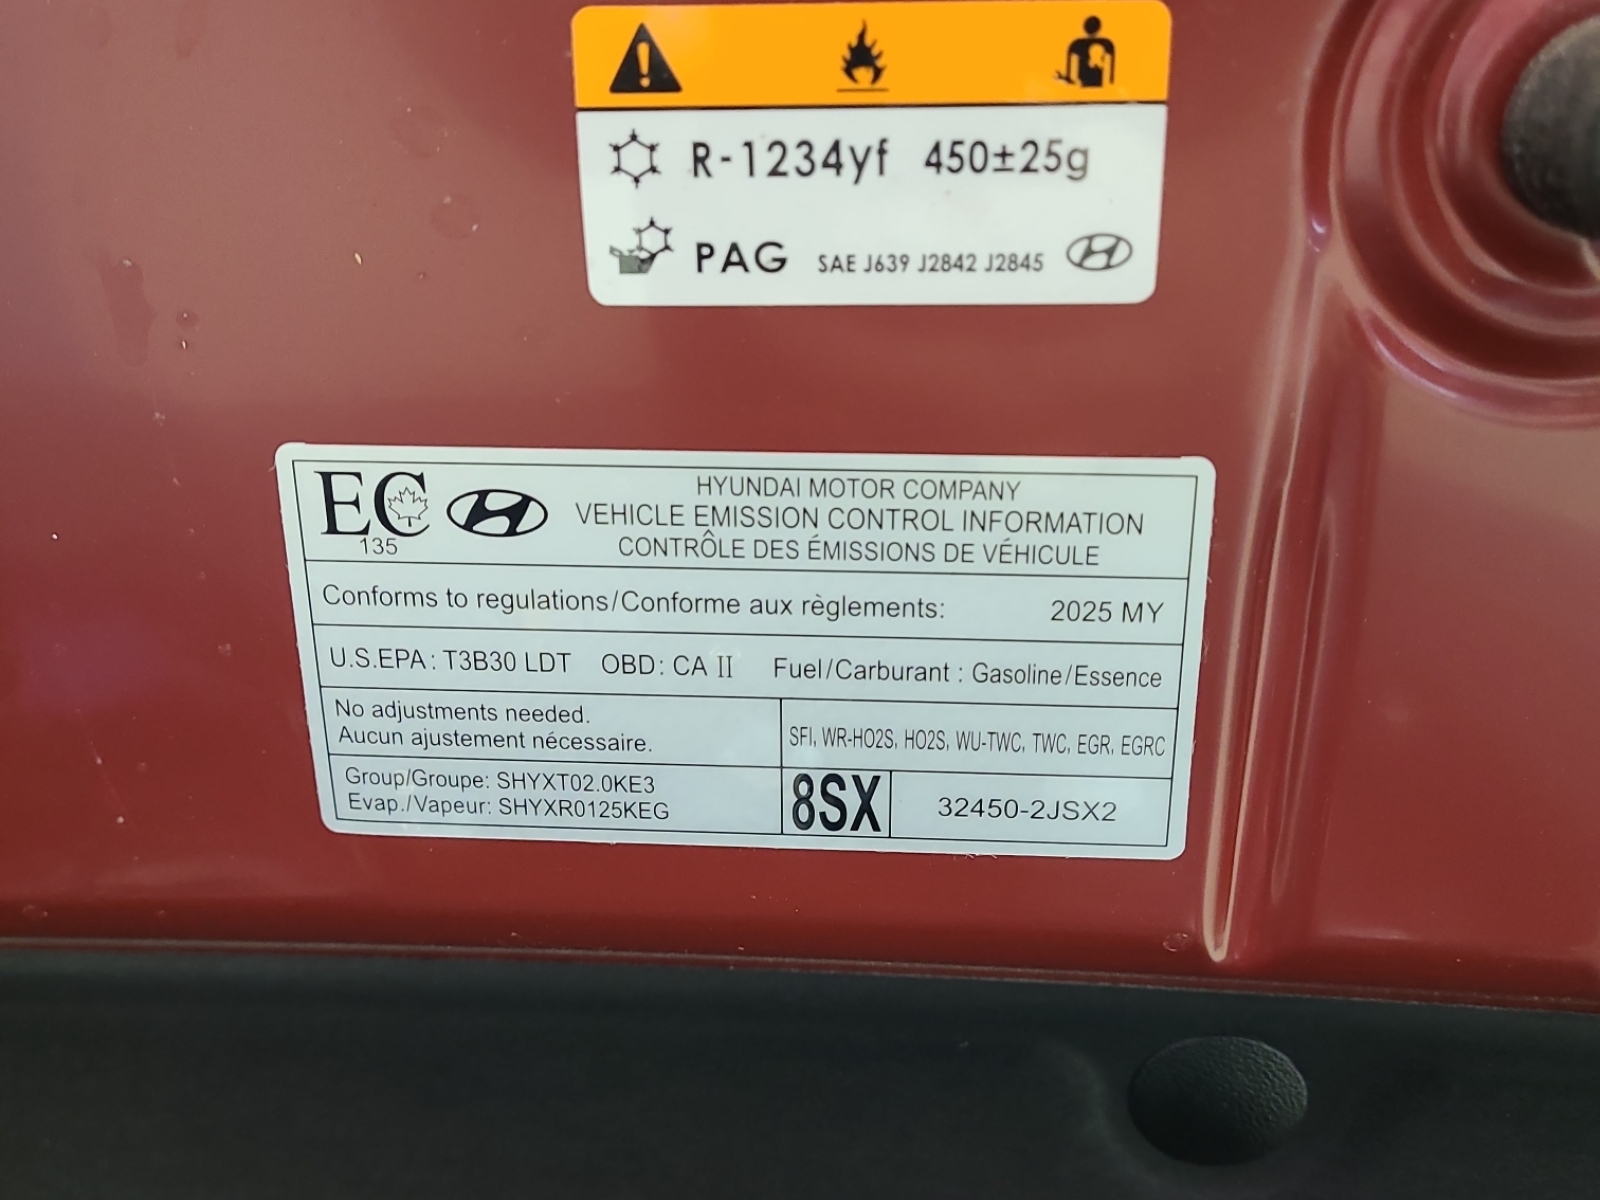 R-1234yf 450±25g
PAG SAE J639 J2842 J2845
EC
135
HYUNDAI MOTOR COMPANY
VEHICLE EMISSION CONTROL INFORMATION
CONTRÔLE DES ÉMISSIONS DE VÉHICULE
Conforms to regulations/Conforme aux règlements: 2025 MY
U.S.EPA : T3B30 LDT OBD: CA II Fuel/Carburant : Gasoline/Essence
No adjustments needed.
Aucun ajustement nécessaire.
SFI, WR-HO2S, HO2S, WU-TWC, TWC, EGR, EGRC
Group/Groupe: SHYXT02.0KE3
Evap./Vapeur: SHYXR0125KEG
8SX
32450-2JSX2